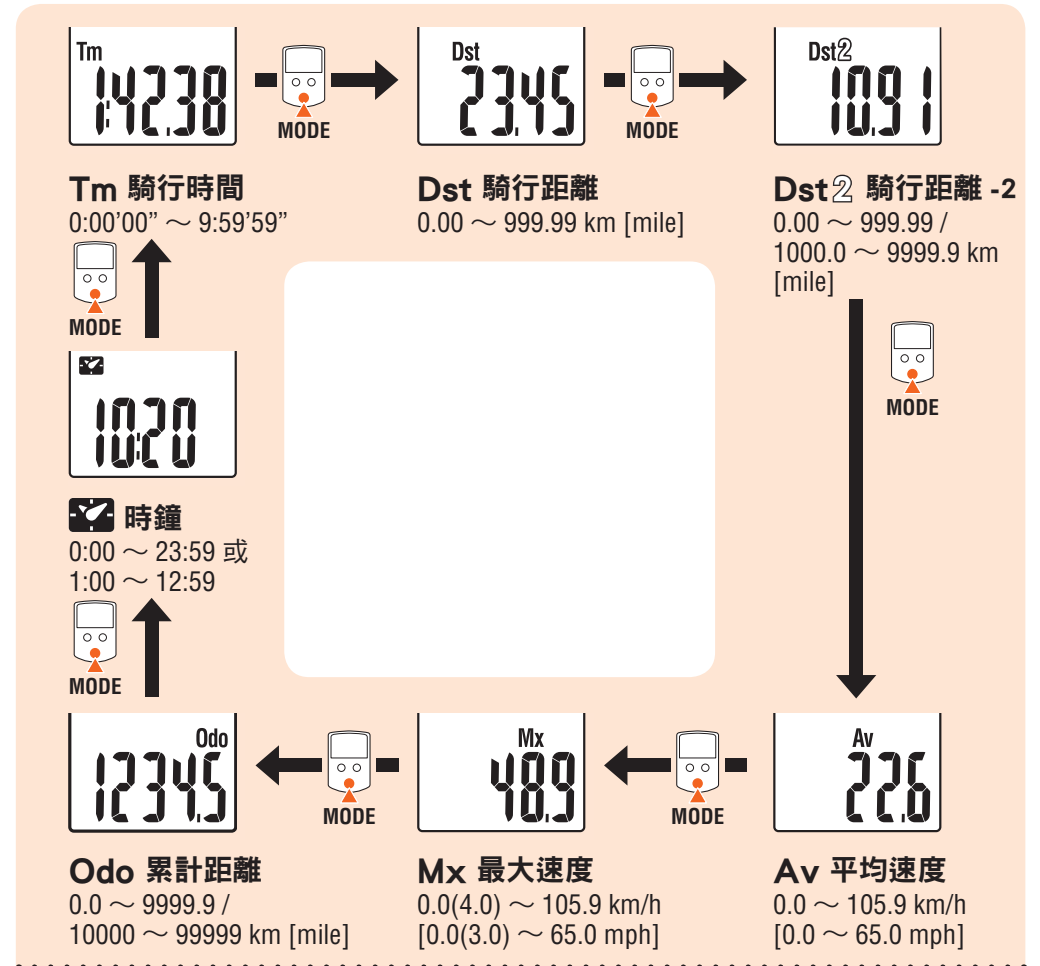 Tm
1:42.38
MODE
Dst
23.45
MODE
Dst2
10.91
Tm 騎行時間
0:00'00” ～ 9:59'59”
Dst 騎行距離
0.00 ～ 999.99 km [mile]
Dst2 騎行距離 -2
0.00 ～ 999.99 /
1000.0 ～ 9999.9 km
[mile]
MODE
MODE
10:20
時鐘
0:00 ～ 23:59 或
1:00 ～ 12:59
MODE
Odo
1234.5
MODE
Mx
48.9
MODE
Av
22.6
Odo 累計距離
0.0 ～ 9999.9 /
10000 ～ 99999 km [mile]
Mx 最大速度
0.0(4.0) ～ 105.9 km/h
[0.0(3.0) ～ 65.0 mph]
Av 平均速度
0.0 ～ 105.9 km/h
[0.0 ～ 65.0 mph]